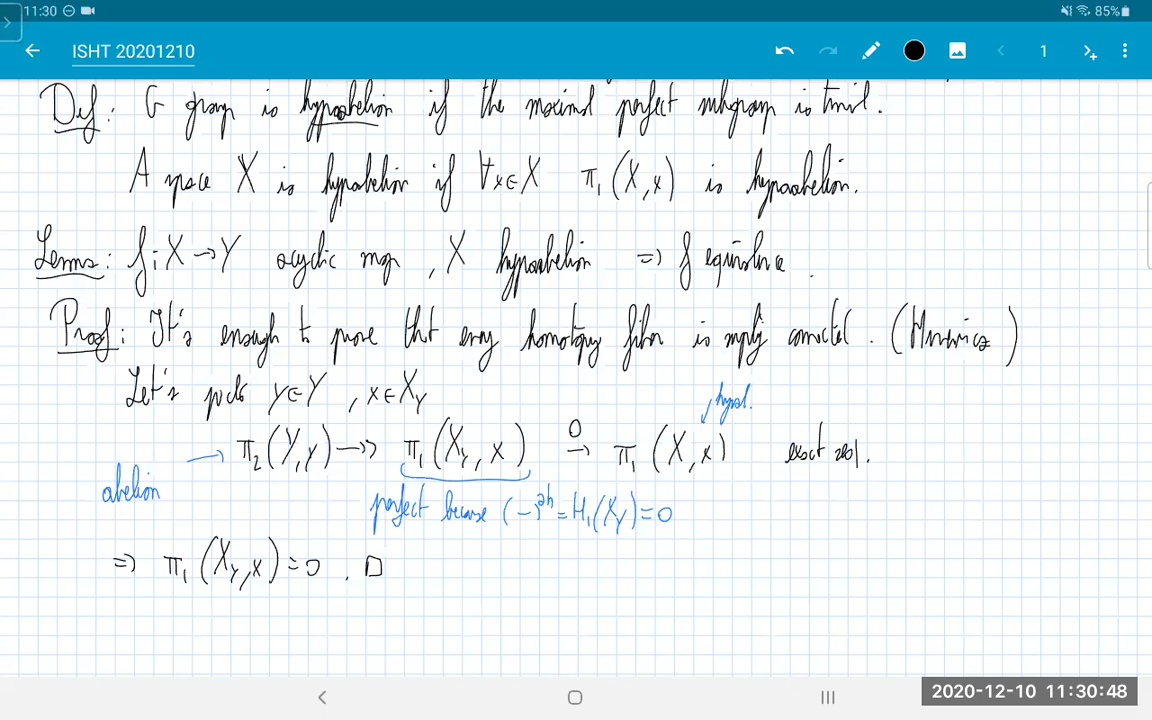 11:30 85%
ISHT 20201210 1
Def: G group is hypoabelian if the maximal perfect subgroup is trivial.
A space X is hypoabelian if ∀x∈X π₁(X,x) is hypoabelian.
Lemma: f: X→Y acyclic map, X hypoabelian ⇒ f equivalence.
Proof: It's enough to prove that every homotopy fiber is simply connected. (Hurewicz)
Let's pick y∈Y, x∈X_y
hypoab.
π₂(Y,y) ↠ π₁(X_y, x) →⁰ π₁(X,x) exact seq.
abelian
perfect because (−)^ab = H₁(X_y) = 0
⇒ π₁(X_y,x) = 0. □
2020-12-10 11:30:48